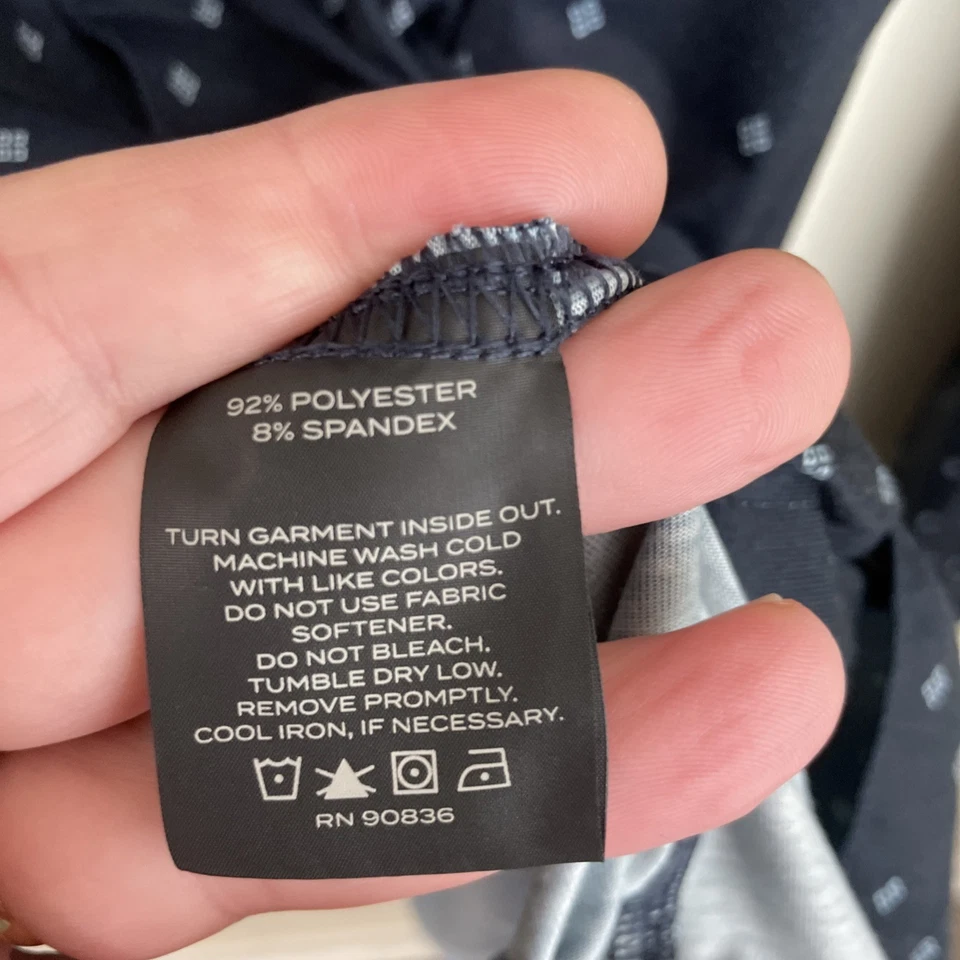 92% POLYESTER
8% SPANDEX
TURN GARMENT INSIDE OUT.
MACHINE WASH COLD
WITH LIKE COLORS.
DO NOT USE FABRIC
SOFTENER.
DO NOT BLEACH.
TUMBLE DRY LOW.
REMOVE PROMPTLY.
COOL IRON, IF NECESSARY.
RN 90836